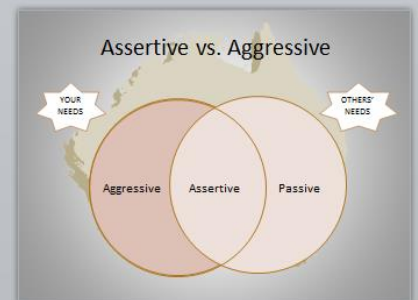 Assertive vs. Aggressive
YOUR
NEEDS
OTHERS'
NEEDS
Aggressive
Assertive
Passive